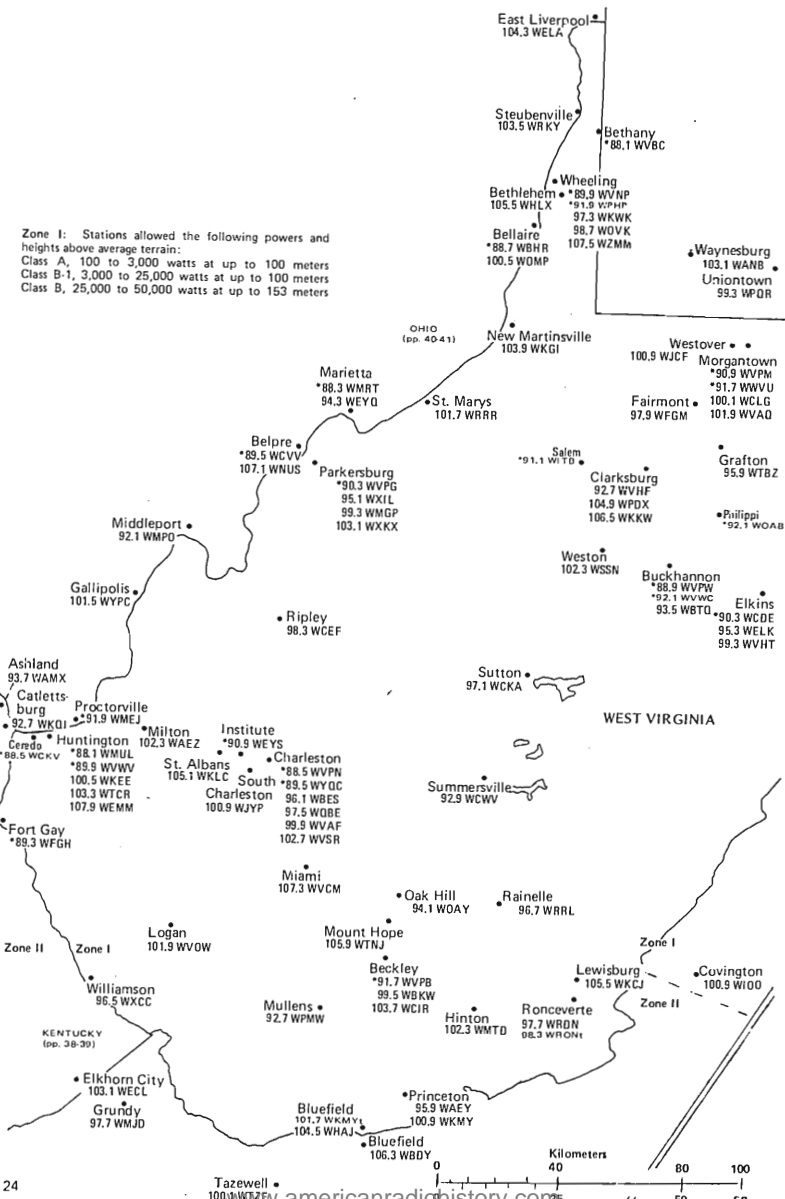 East Liverpool
104.3 WELA
Steubenville
103.5 WRKY
Bethany
*88.1 WVBC
Wheeling
*89.9 WVNP
*91.9 WPHP
97.3 WKWK
98.7 WOVK
107.5 WZMM
Bethlehem
105.5 WHLX
Bellaire
*88.7 WBHR
100.5 WOMP
Zone I: Stations allowed the following powers and
heights above average terrain:
Class A, 100 to 3,000 watts at up to 100 meters
Class B-1, 3,000 to 25,000 watts at up to 100 meters
Class B, 25,000 to 50,000 watts at up to 153 meters
Waynesburg
103.1 WANB
Uniontown
99.3 WPQR
OHIO
(pp. 40-41)
New Martinsville
103.9 WKGI
Westover
100.9 WJCF
Morgantown
*90.9 WVPM
*91.7 WWVU
100.1 WCLG
101.9 WVAQ
Marietta
*88.3 WMRT
94.3 WEYQ
St. Marys
101.7 WRRR
Fairmont
97.9 WFGM
Belpre
*89.5 WCVV
107.1 WNUS
Parkersburg
*90.3 WVPG
95.1 WXIL
99.3 WMGP
103.1 WXKX
Salem
*91.1 WITB
Clarksburg
92.7 WVHF
104.9 WPDX
106.5 WKKW
Grafton
95.9 WTBZ
Philippi
*92.1 WQAB
Middleport
92.1 WMPO
Weston
102.3 WSSN
Buckhannon
*88.9 WVPW
*92.1 WVWC
93.5 WBTQ
Elkins
*90.3 WCDE
95.3 WELK
99.3 WVHT
Gallipolis
101.5 WYPC
Ripley
98.3 WCEF
Ashland
93.7 WAMX
Catletts-
burg
92.7 WKQI
Proctorville
*91.9 WMEJ
Sutton
97.1 WCKA
WEST VIRGINIA
Ceredo
*88.5 WCKV
Huntington
*88.1 WMUL
*89.9 WVWV
100.5 WKEE
103.3 WTCR
107.9 WEMM
Milton
102.3 WAEZ
Institute
*90.9 WEYS
St. Albans
105.1 WKLC
South
Charleston
100.9 WJYP
Charleston
*88.5 WVPN
*89.5 WYQC
96.1 WBES
97.5 WQBE
99.9 WVAF
102.7 WVSR
Summersville
92.9 WCWV
Fort Gay
*89.3 WFGH
Miami
107.3 WVCM
Oak Hill
94.1 WOAY
Rainelle
96.7 WRRL
Logan
101.9 WVOW
Mount Hope
105.9 WTNJ
Zone II
Zone I
Zone I
Zone II
Beckley
*91.7 WVPB
99.5 WBKW
103.7 WCIR
Lewisburg
105.5 WKCJ
Covington
100.9 WIQO
Williamson
96.5 WXCC
Mullens
92.7 WPMW
Hinton
102.3 WMTD
Ronceverte
97.7 WRON
98.3 WRONt
KENTUCKY
(pp. 38-39)
Elkhorn City
103.1 WECL
Grundy
97.7 WMJD
Princeton
95.9 WAEY
100.9 WKMY
Bluefield
101.7 WKMYt
104.5 WHAJ
Bluefield
106.3 WBDY
Kilometers
0 40 80 100
24
Tazewell
www.americanradiohistory.com